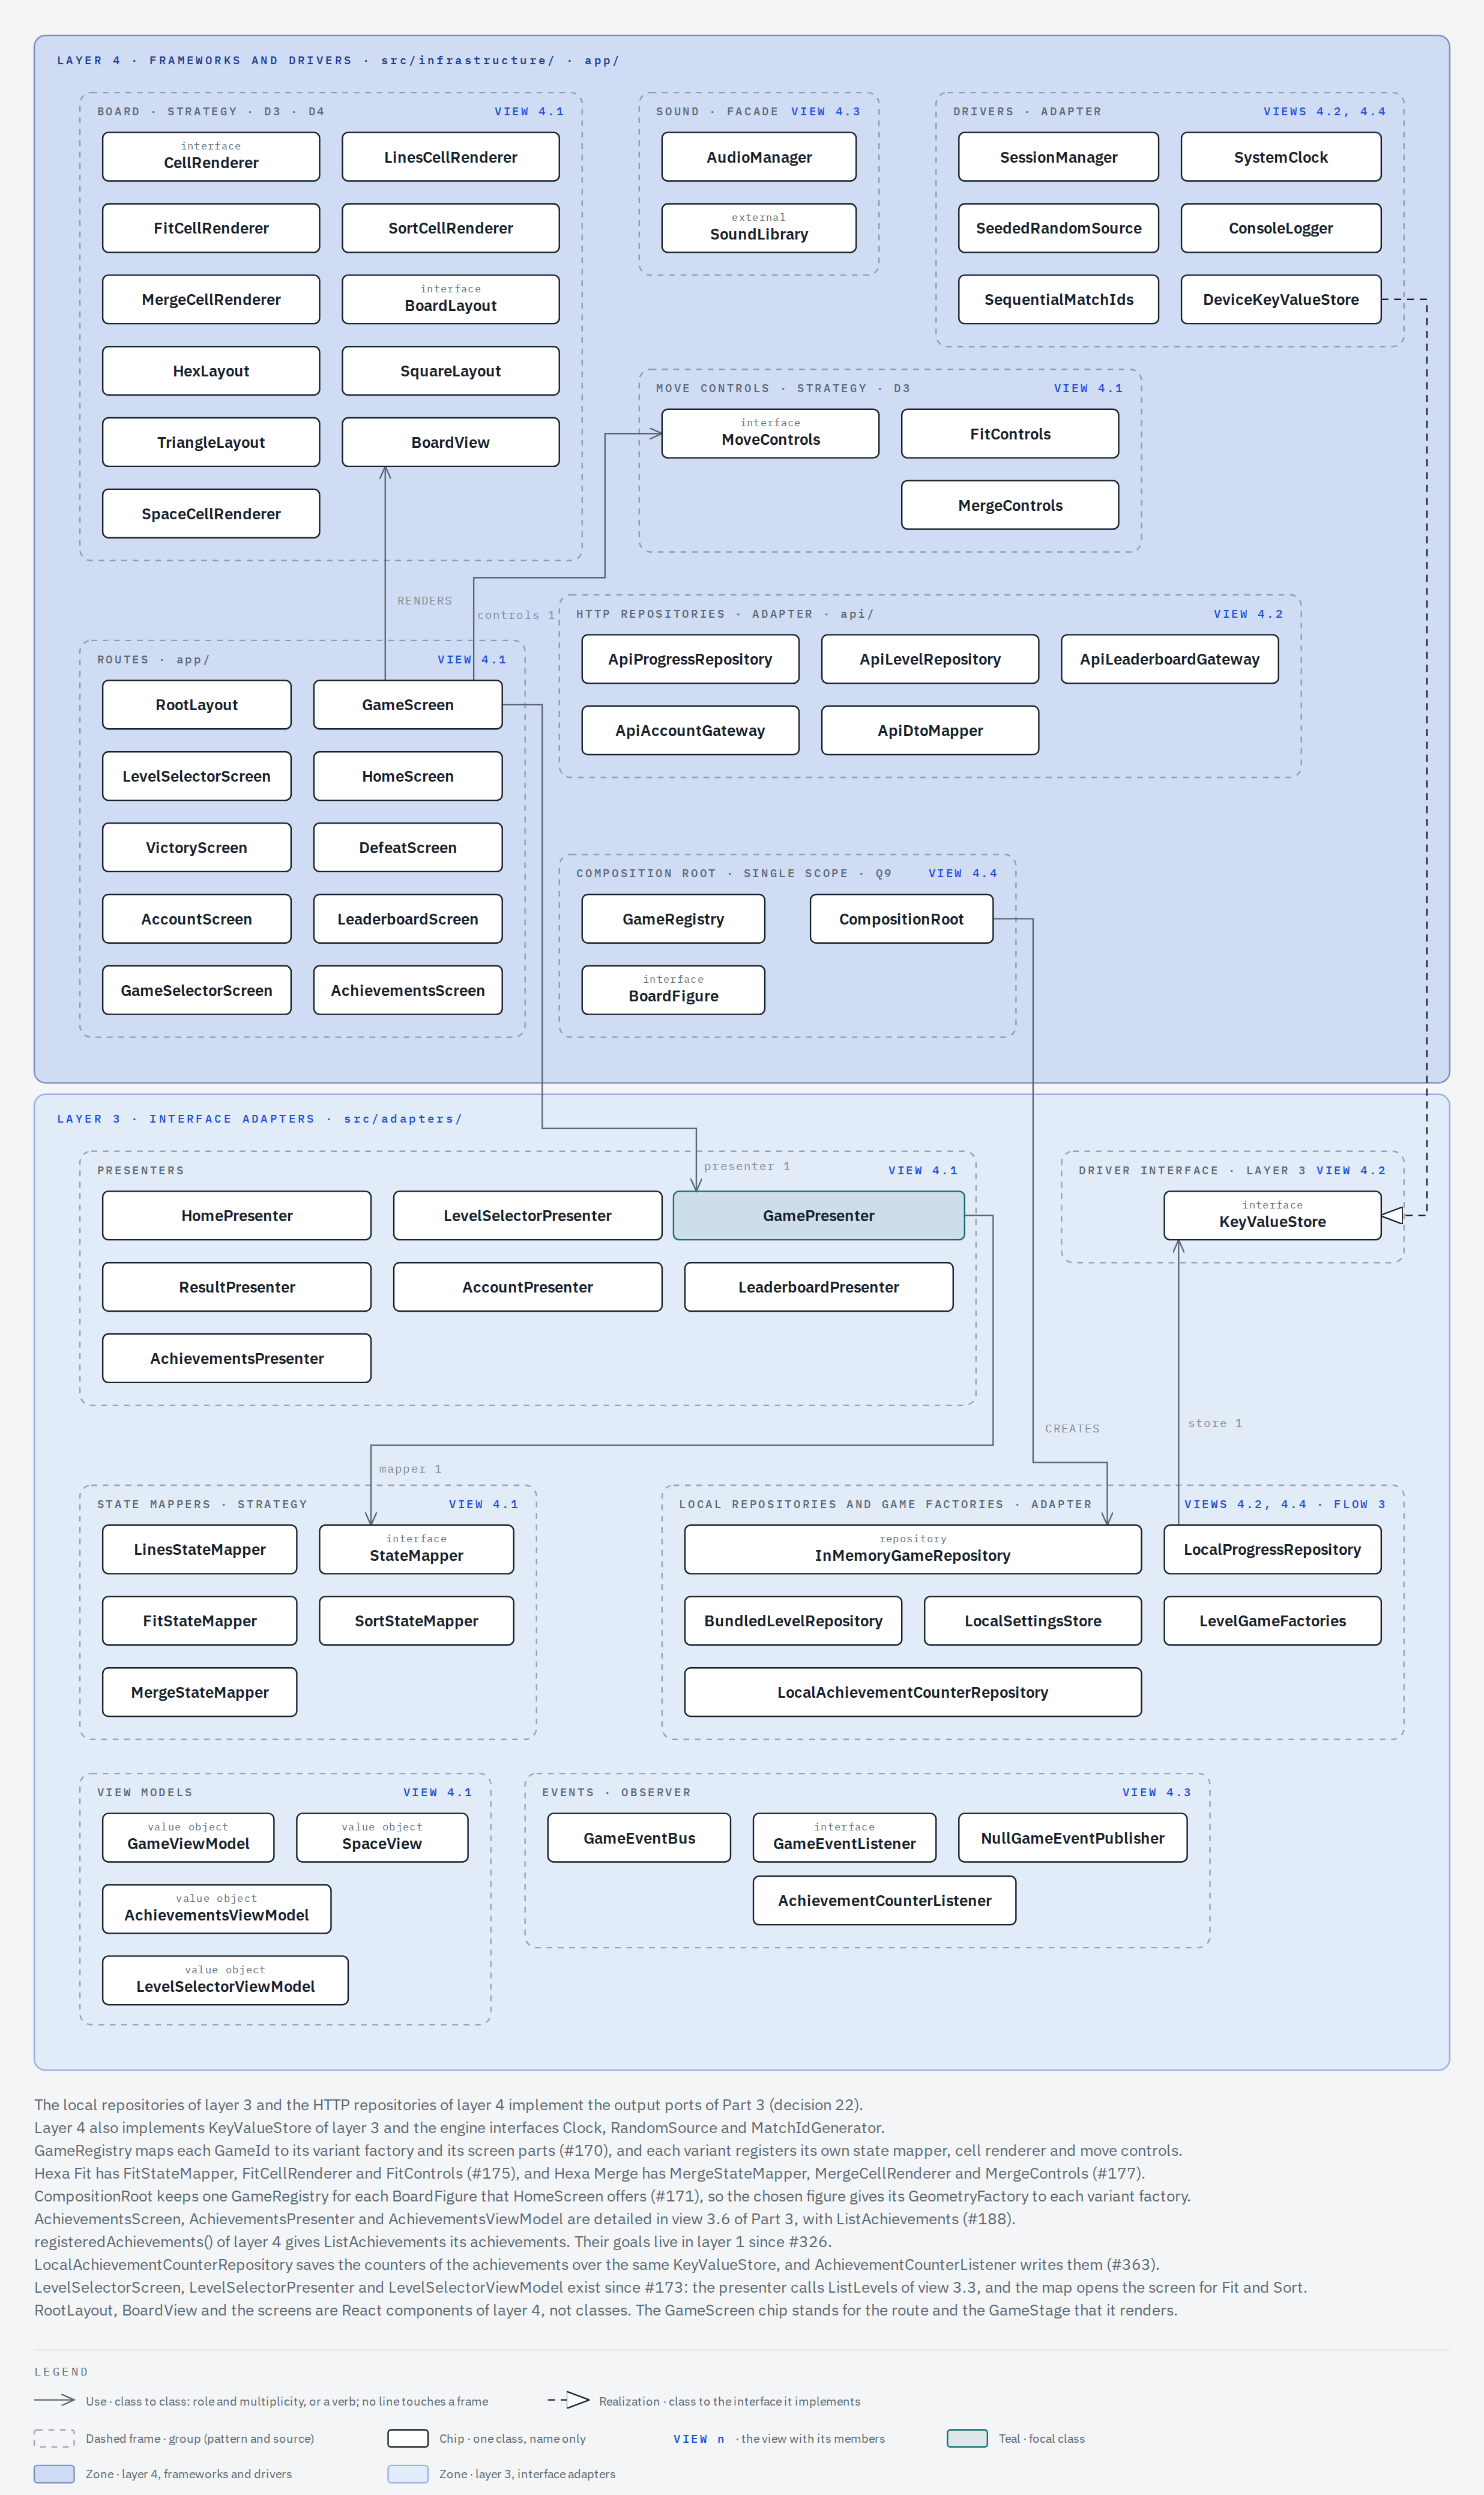 LAYER 4 · FRAMEWORKS AND DRIVERS · src/infrastructure/ · app/
BOARD · STRATEGY · D3 · D4 VIEW 4.1
interface
CellRenderer
LinesCellRenderer
FitCellRenderer
SortCellRenderer
MergeCellRenderer
interface
BoardLayout
HexLayout
SquareLayout
TriangleLayout
BoardView
SpaceCellRenderer
SOUND · FACADE VIEW 4.3
AudioManager
external
SoundLibrary
DRIVERS · ADAPTER VIEWS 4.2, 4.4
SessionManager
SystemClock
SeededRandomSource
ConsoleLogger
SequentialMatchIds
DeviceKeyValueStore
MOVE CONTROLS · STRATEGY · D3 VIEW 4.1
interface
MoveControls
FitControls
MergeControls
RENDERS
controls 1
HTTP REPOSITORIES · ADAPTER · api/ VIEW 4.2
ApiProgressRepository
ApiLevelRepository
ApiLeaderboardGateway
ApiAccountGateway
ApiDtoMapper
ROUTES · app/ VIEW 4.1
RootLayout
GameScreen
LevelSelectorScreen
HomeScreen
VictoryScreen
DefeatScreen
AccountScreen
LeaderboardScreen
GameSelectorScreen
AchievementsScreen
COMPOSITION ROOT · SINGLE SCOPE · Q9 VIEW 4.4
GameRegistry
CompositionRoot
interface
BoardFigure
LAYER 3 · INTERFACE ADAPTERS · src/adapters/
PRESENTERS VIEW 4.1
presenter 1
HomePresenter
LevelSelectorPresenter
GamePresenter
ResultPresenter
AccountPresenter
LeaderboardPresenter
AchievementsPresenter
DRIVER INTERFACE · LAYER 3 VIEW 4.2
interface
KeyValueStore
CREATES
store 1
mapper 1
STATE MAPPERS · STRATEGY VIEW 4.1
LinesStateMapper
interface
StateMapper
FitStateMapper
SortStateMapper
MergeStateMapper
LOCAL REPOSITORIES AND GAME FACTORIES · ADAPTER VIEWS 4.2, 4.4 · FLOW 3
repository
InMemoryGameRepository
LocalProgressRepository
BundledLevelRepository
LocalSettingsStore
LevelGameFactories
LocalAchievementCounterRepository
VIEW MODELS VIEW 4.1
value object
GameViewModel
value object
SpaceView
value object
AchievementsViewModel
value object
LevelSelectorViewModel
EVENTS · OBSERVER VIEW 4.3
GameEventBus
interface
GameEventListener
NullGameEventPublisher
AchievementCounterListener
The local repositories of layer 3 and the HTTP repositories of layer 4 implement the output ports of Part 3 (decision 22).
Layer 4 also implements KeyValueStore of layer 3 and the engine interfaces Clock, RandomSource and MatchIdGenerator.
GameRegistry maps each GameId to its variant factory and its screen parts (#170), and each variant registers its own state mapper, cell renderer and move controls.
Hexa Fit has FitStateMapper, FitCellRenderer and FitControls (#175), and Hexa Merge has MergeStateMapper, MergeCellRenderer and MergeControls (#177).
CompositionRoot keeps one GameRegistry for each BoardFigure that HomeScreen offers (#171), so the chosen figure gives its GeometryFactory to each variant factory.
AchievementsScreen, AchievementsPresenter and AchievementsViewModel are detailed in view 3.6 of Part 3, with ListAchievements (#188).
registeredAchievements() of layer 4 gives ListAchievements its achievements. Their goals live in layer 1 since #326.
LocalAchievementCounterRepository saves the counters of the achievements over the same KeyValueStore, and AchievementCounterListener writes them (#363).
LevelSelectorScreen, LevelSelectorPresenter and LevelSelectorViewModel exist since #173: the presenter calls ListLevels of view 3.3, and the map opens the screen for Fit and Sort.
RootLayout, BoardView and the screens are React components of layer 4, not classes. The GameScreen chip stands for the route and the GameStage that it renders.
LEGEND
Use · class to class: role and multiplicity, or a verb; no line touches a frame
Realization · class to the interface it implements
Dashed frame · group (pattern and source)
Chip · one class, name only
VIEW n · the view with its members
Teal · focal class
Zone · layer 4, frameworks and drivers
Zone · layer 3, interface adapters